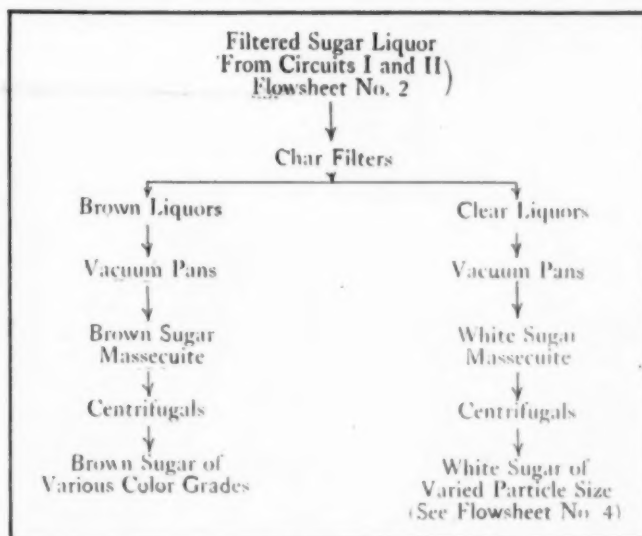 Filtered Sugar Liquor
From Circuits I and II)
Flowsheet No. 2
Char Filters
Brown Liquors
Clear Liquors
Vacuum Pans
Vacuum Pans
Brown Sugar
Massecuite
White Sugar
Massecuite
Centrifugals
Centrifugals
Brown Sugar of
Various Color Grades
White Sugar of
Varied Particle Size
(See Flowsheet No. 4)